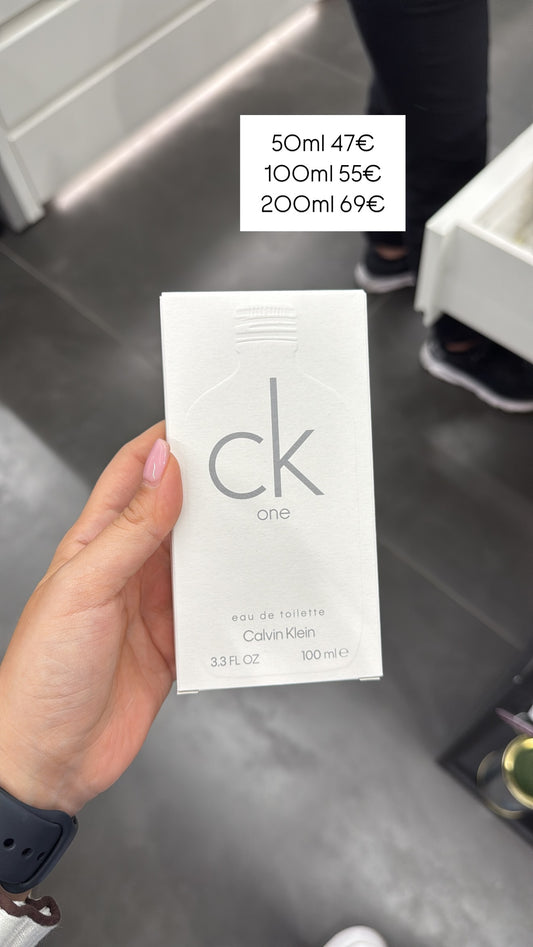 50ml 47€
100ml 55€
200ml 69€
ck
one
eau de toilette
Calvin Klein
3.3 FL OZ 100 ml ℮